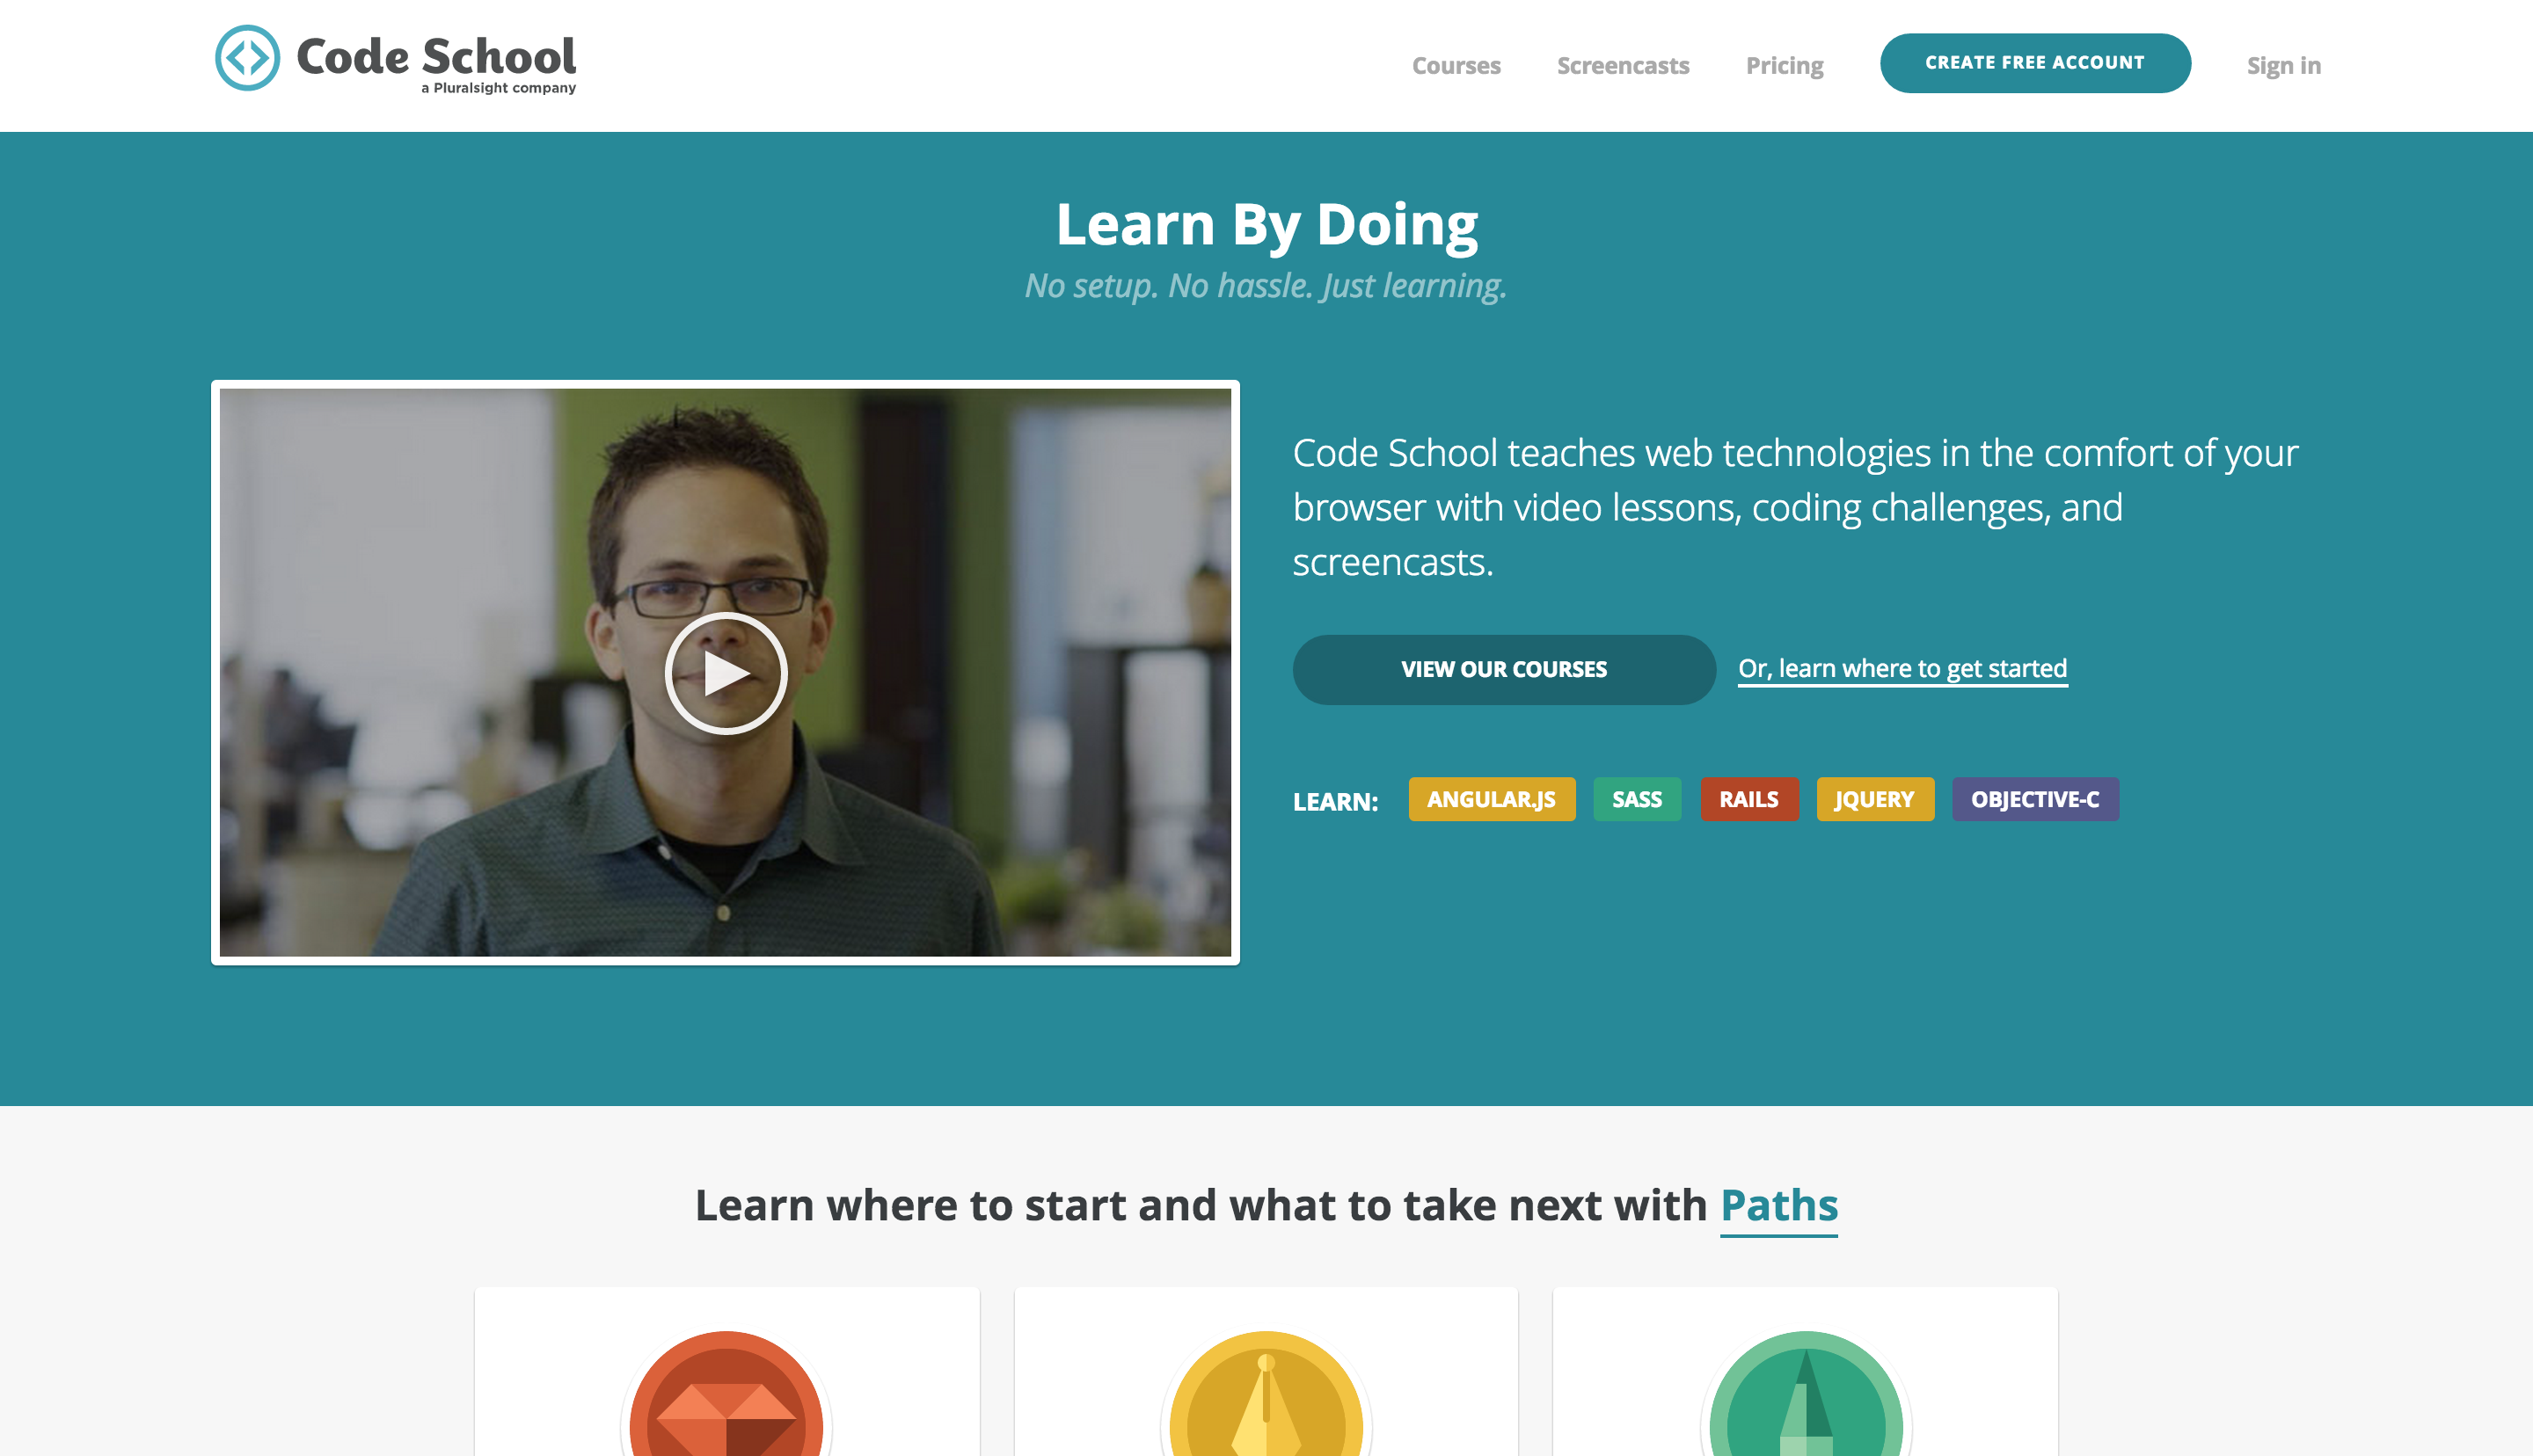 Code School
a Pluralsight company
Courses
Screencasts
Pricing
CREATE FREE ACCOUNT
Sign in
Learn By Doing
No setup. No hassle. Just learning.
Code School teaches web technologies in the comfort of your
browser with video lessons, coding challenges, and
screencasts.
VIEW OUR COURSES
Or, learn where to get started
LEARN:
ANGULAR.JS
SASS
RAILS
JQUERY
OBJECTIVE-C
Learn where to start and what to take next with Paths